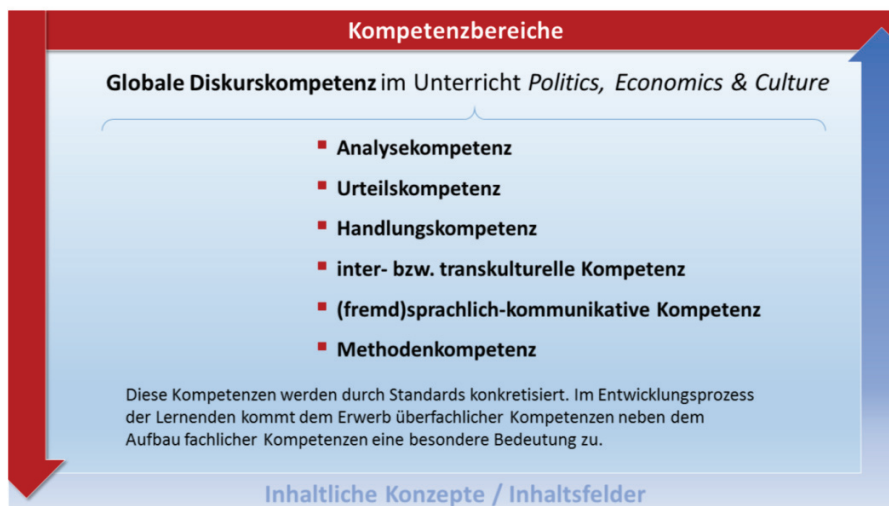 Kompetenzbereiche
Globale Diskurskompetenz im Unterricht Politics, Economics & Culture
Analysekompetenz
Urteilskompetenz
Handlungskompetenz
inter- bzw. transkulturelle Kompetenz
(fremd)sprachlich-kommunikative Kompetenz
Methodenkompetenz
Diese Kompetenzen werden durch Standards konkretisiert. Im Entwicklungsprozess
der Lernenden kommt dem Erwerb überfachlicher Kompetenzen neben dem
Aufbau fachlicher Kompetenzen eine besondere Bedeutung zu.
Inhaltliche Konzepte / Inhaltsfelder